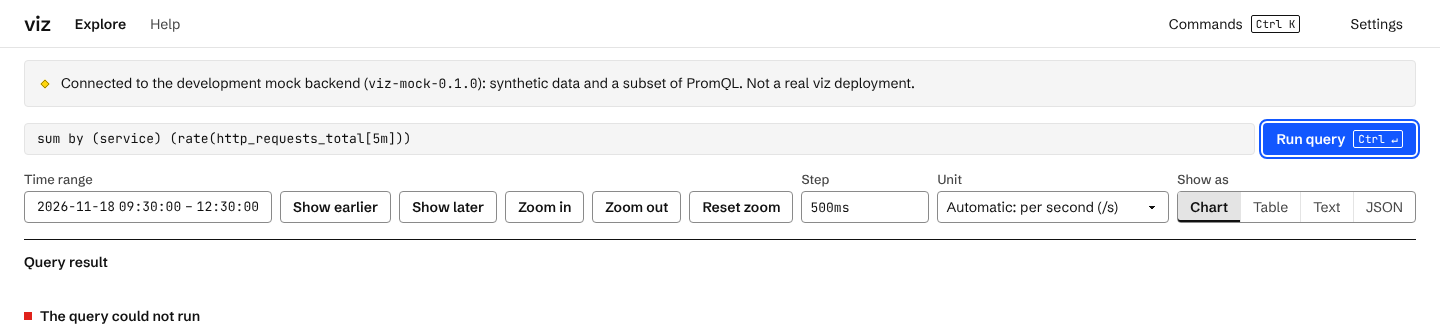 viz Explore Help Commands Ctrl K Settings
Connected to the development mock backend (viz-mock-0.1.0): synthetic data and a subset of PromQL. Not a real viz deployment.
sum by (service) (rate(http_requests_total[5m])) Run query Ctrl ↵
Time range Step Unit Show as
2026-11-18 09:30:00 – 12:30:00 Show earlier Show later Zoom in Zoom out Reset zoom 500ms Automatic: per second (/s) Chart Table Text JSON
Query result
The query could not run